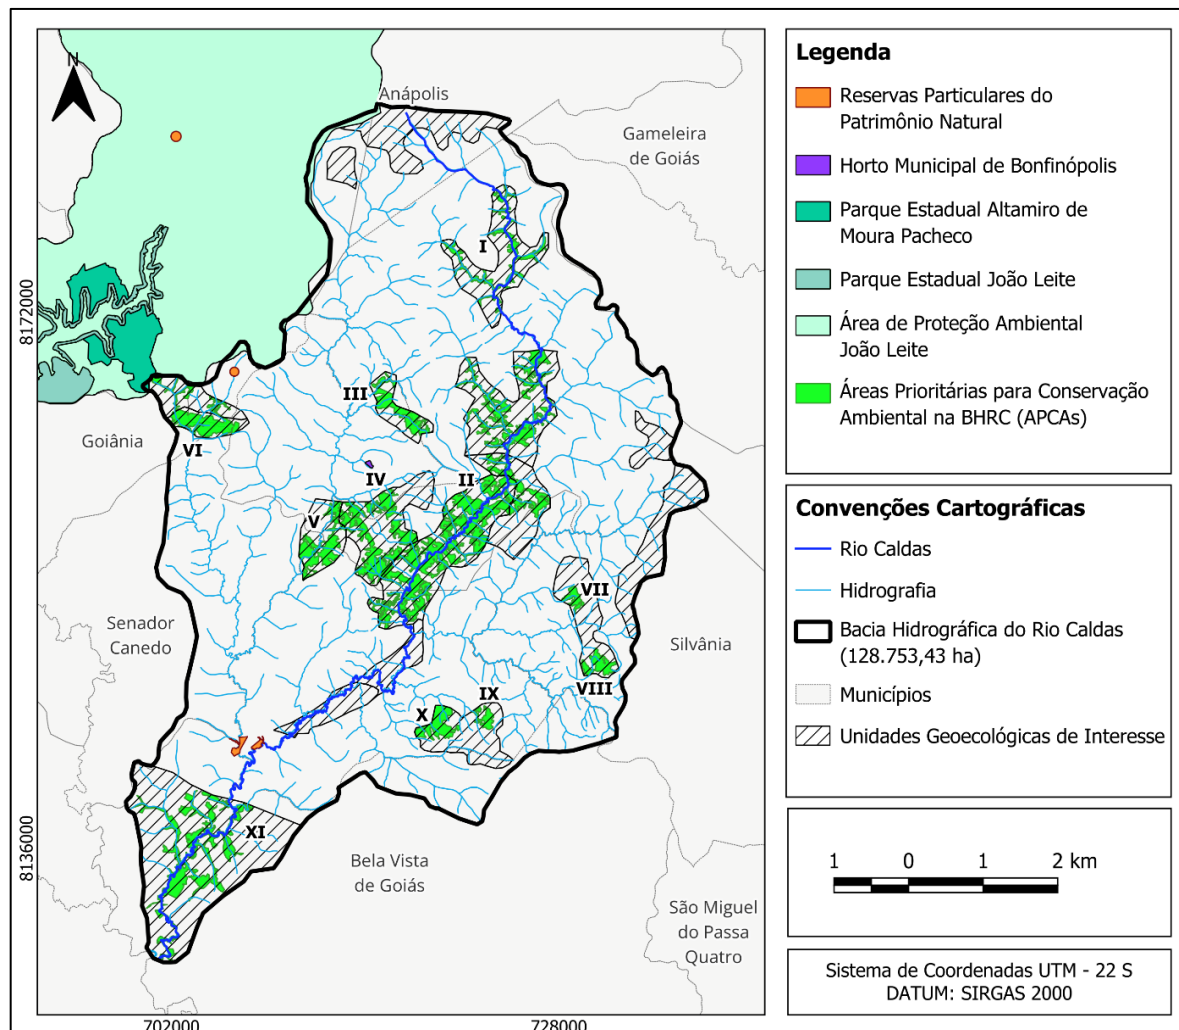 N
Anápolis
Gameleira
de Goiás
I
III
Goiânia
VI
IV
II
V
VII
Senador
Canedo
Silvânia
VIII
IX
X
XI
Bela Vista
de Goiás
São Miguel
do Passa
Quatro
8172000
8136000
702000
728000
Legenda
Reservas Particulares do
Patrimônio Natural
Horto Municipal de Bonfinópolis
Parque Estadual Altamiro de
Moura Pacheco
Parque Estadual João Leite
Área de Proteção Ambiental
João Leite
Áreas Prioritárias para Conservação
Ambiental na BHRC (APCAs)
Convenções Cartográficas
Rio Caldas
Hidrografia
Bacia Hidrográfica do Rio Caldas
(128.753,43 ha)
Municípios
Unidades Geoecológicas de Interesse
1 0 1 2 km
Sistema de Coordenadas UTM - 22 S
DATUM: SIRGAS 2000